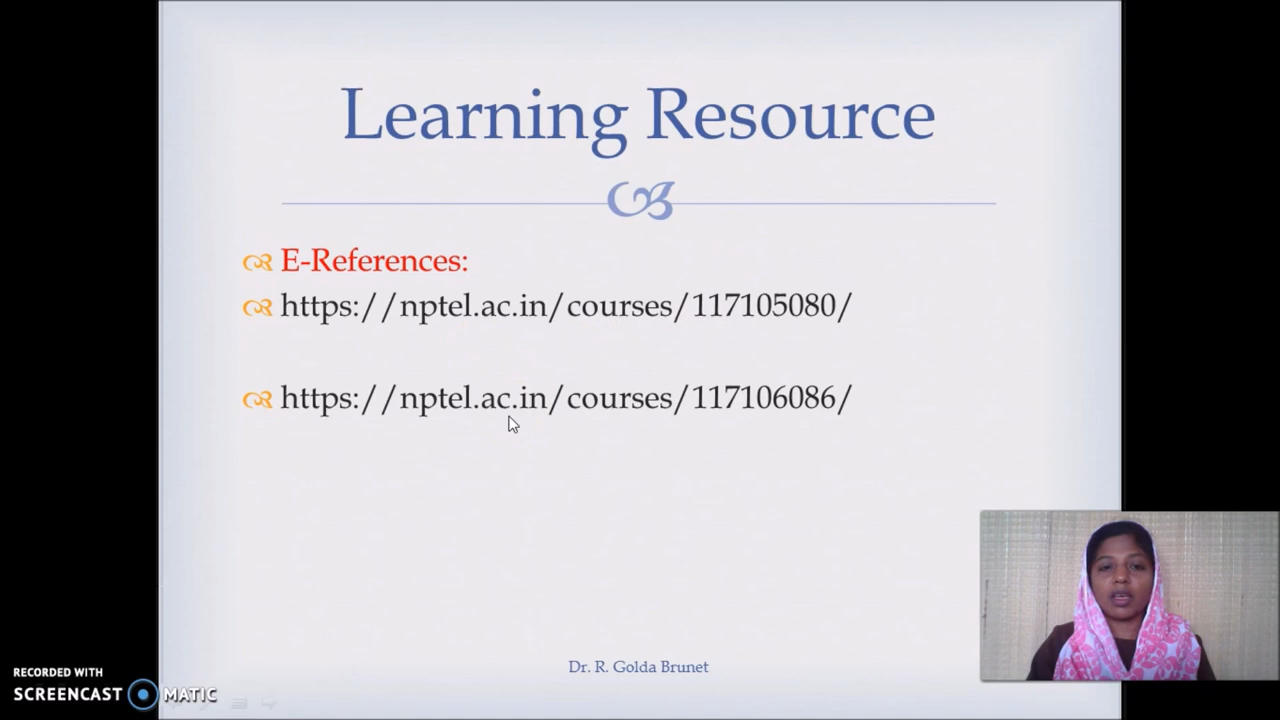 Learning Resource
E-References:
https://nptel.ac.in/courses/117105080/
https://nptel.ac.in/courses/117106086/
Dr. R. Golda Brunet
RECORDED WITH
SCREENCAST MATIC